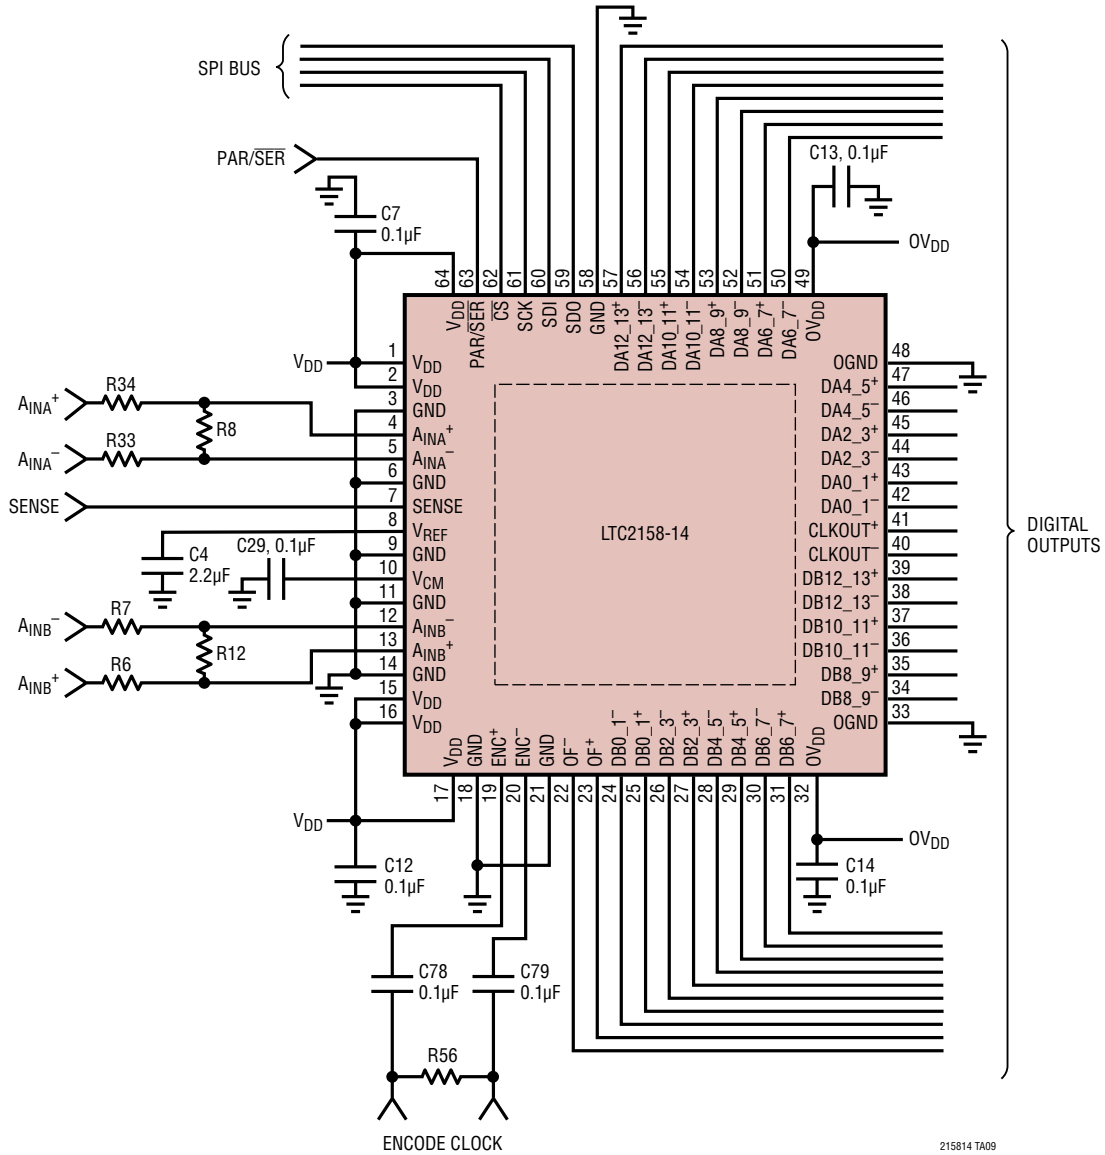 SPI BUS
PAR/SER
C7
0.1µF
C13, 0.1µF
OVDD
64
63
62
61
60
59
58
57
56
55
54
53
52
51
50
49
VDD
PAR/SER
CS
SCK
SDI
SDO
GND
DA12_13+
DA12_13–
DA10_11+
DA10_11–
DA8_9+
DA8_9–
DA6_7+
DA6_7–
OVDD
VDD
1 VDD
2 VDD
3 GND
4 AINA+
5 AINA–
6 GND
7 SENSE
8 VREF
9 GND
10 VCM
11 GND
12 AINB–
13 AINB+
14 GND
15 VDD
16 VDD
AINA+
R34
R8
AINA–
R33
SENSE
C4
2.2µF
C29, 0.1µF
AINB–
R7
R12
AINB+
R6
LTC2158-14
OGND 48
DA4_5+ 47
DA4_5– 46
DA2_3+ 45
DA2_3– 44
DA0_1+ 43
DA0_1– 42
CLKOUT+ 41
CLKOUT– 40
DB12_13+ 39
DB12_13– 38
DB10_11+ 37
DB10_11– 36
DB8_9+ 35
DB8_9– 34
OGND 33
DIGITAL
OUTPUTS
VDD
GND
ENC+
ENC–
GND
OF–
OF+
DB0_1–
DB0_1+
DB2_3–
DB2_3+
DB4_5–
DB4_5+
DB6_7–
DB6_7+
OVDD
17
18
19
20
21
22
23
24
25
26
27
28
29
30
31
32
VDD
C12
0.1µF
OVDD
C14
0.1µF
C78
0.1µF
C79
0.1µF
R56
ENCODE CLOCK
215814 TA09